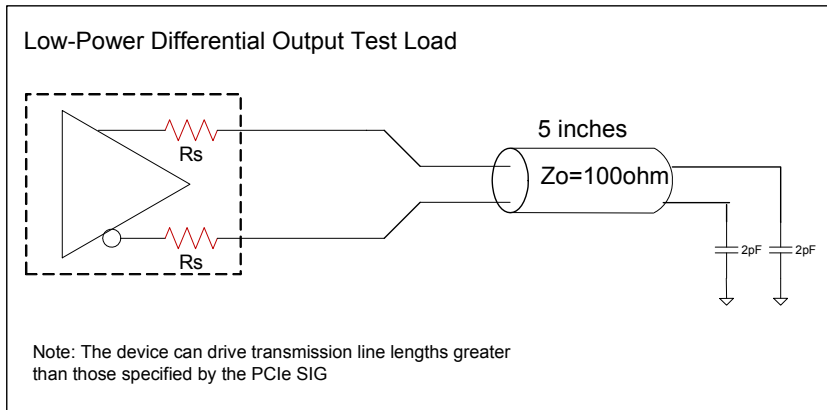 Low-Power Differential Output Test Load
Rs
Rs
5 inches
Zo=100ohm
2pF
2pF
Note: The device can drive transmission line lengths greater
than those specified by the PCIe SIG